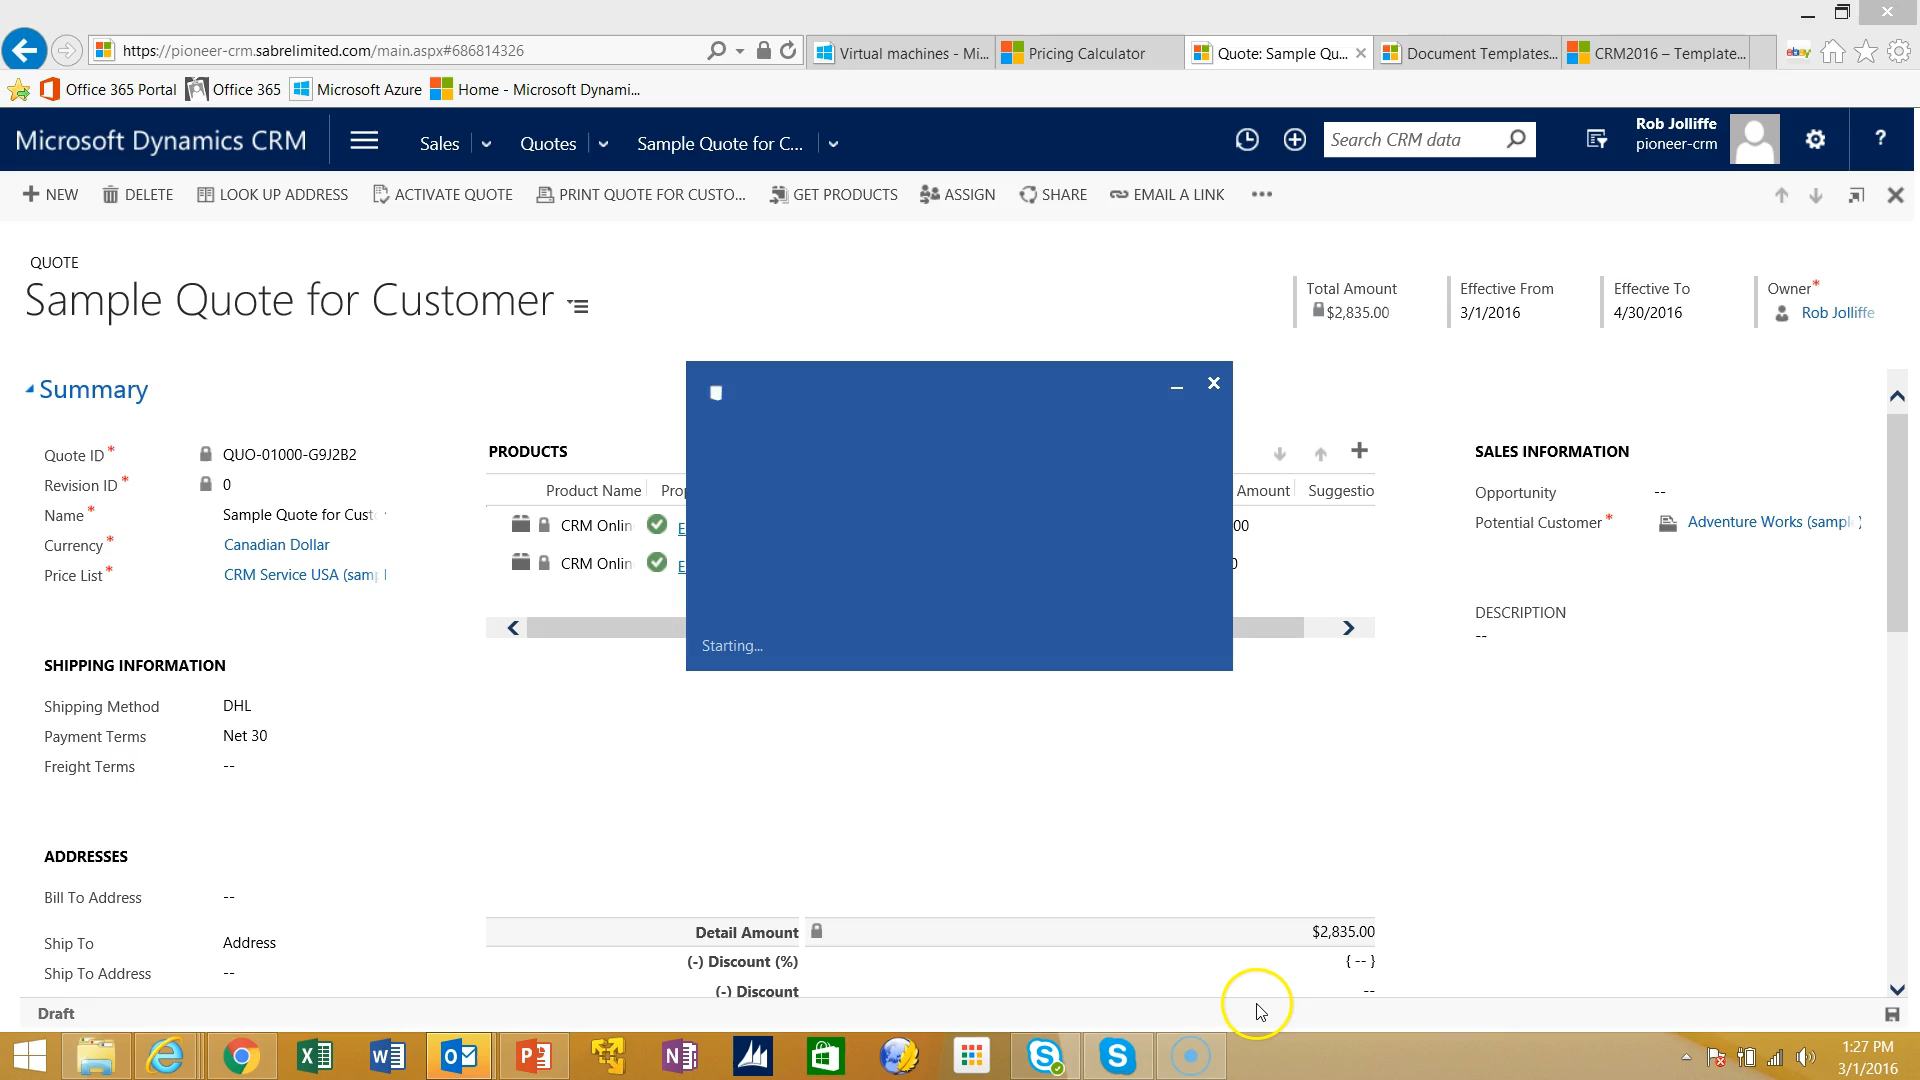 https://pioneer-crm.sabrelimited.com/main.aspx#686814326
Virtual machines - Mi...
Pricing Calculator
Quote: Sample Qu...
Document Templates...
CRM2016 – Template...
ebay
Office 365 Portal
Office 365
Microsoft Azure
Home - Microsoft Dynami...
Microsoft Dynamics CRM
Sales
Quotes
Sample Quote for C...
Search CRM data
Rob Jolliffe
pioneer-crm
?
NEW
DELETE
LOOK UP ADDRESS
ACTIVATE QUOTE
PRINT QUOTE FOR CUSTO...
GET PRODUCTS
ASSIGN
SHARE
EMAIL A LINK
QUOTE
Sample Quote for Customer
Total Amount
$2,835.00
Effective From
3/1/2016
Effective To
4/30/2016
Owner*
Rob Jolliffe
Summary
Quote ID* QUO-01000-G9J2B2
Revision ID* 0
Name* Sample Quote for Cust
Currency* Canadian Dollar
Price List* CRM Service USA (samp
PRODUCTS
Product Name Prop Amount Suggestio
CRM Onlin E 00
CRM Onlin E 0
Starting...
SALES INFORMATION
Opportunity --
Potential Customer* Adventure Works (sampl )
DESCRIPTION
--
SHIPPING INFORMATION
Shipping Method DHL
Payment Terms Net 30
Freight Terms --
ADDRESSES
Bill To Address --
Ship To Address
Ship To Address --
Detail Amount $2,835.00
(-) Discount (%) { -- }
(-) Discount --
Draft
1:27 PM
3/1/2016